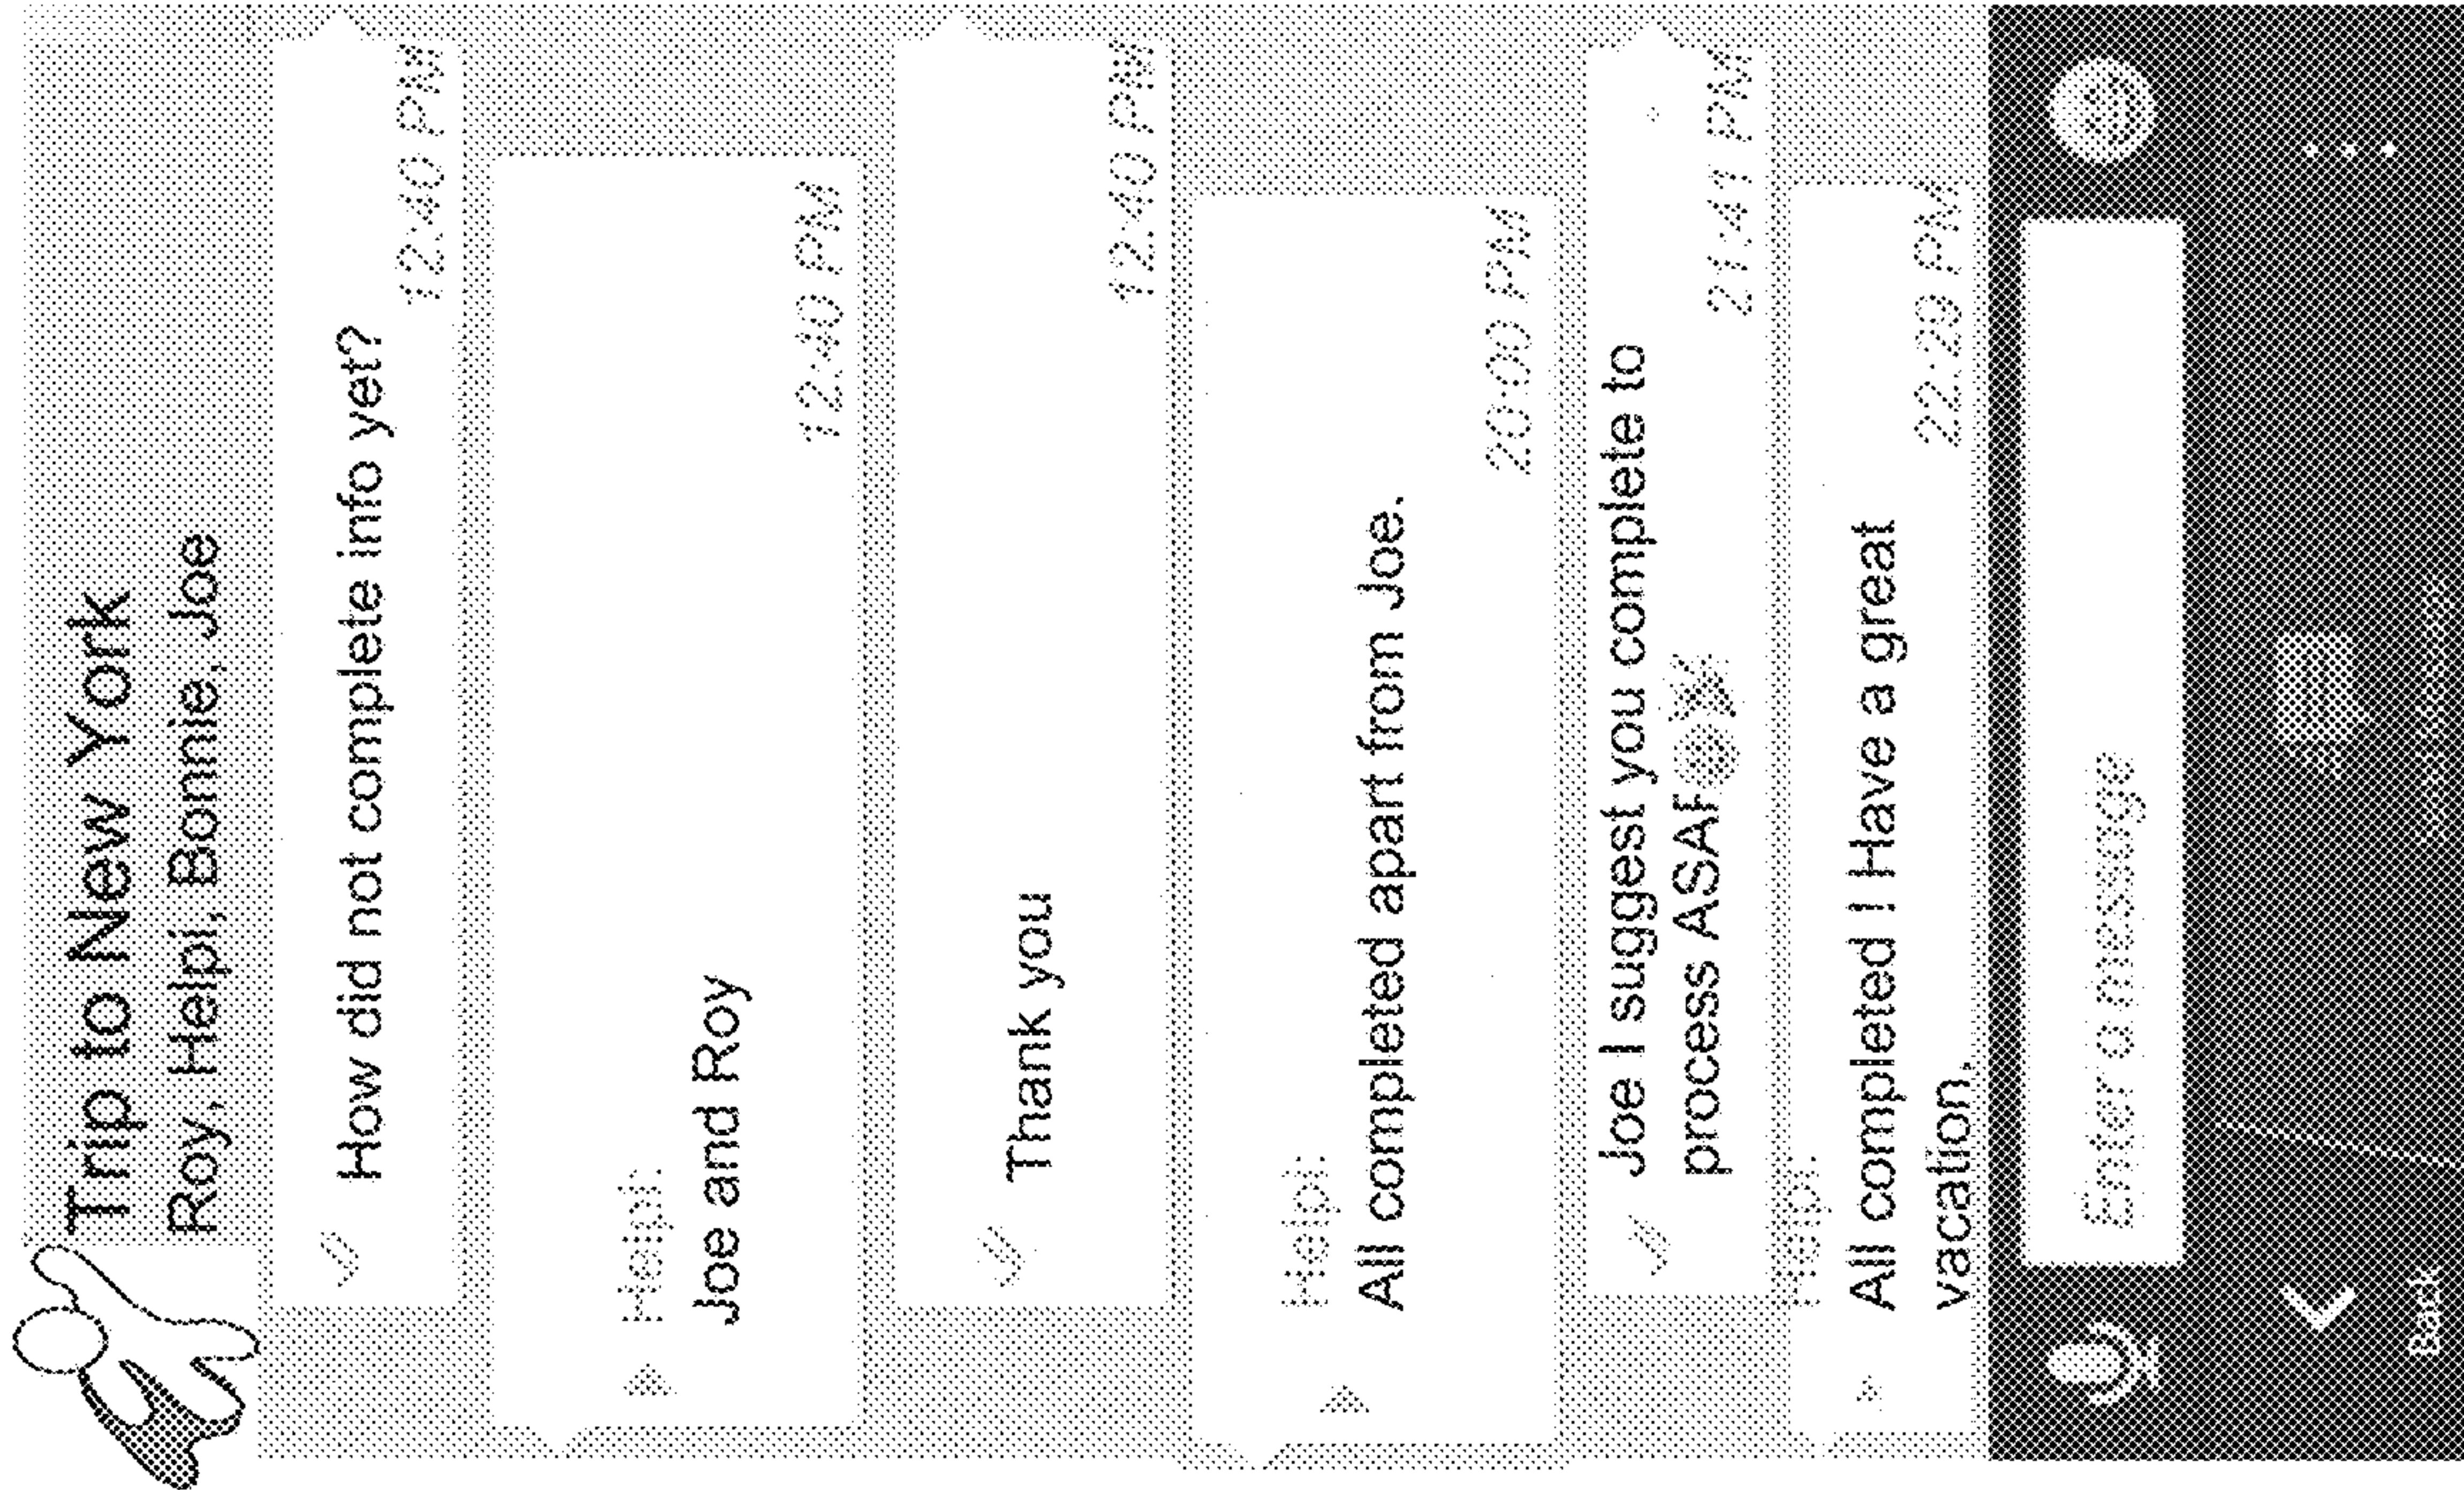 Trip to New York
Roy, Helpi, Bonnie, Joe
How did not complete info yet?
12:40 PM
Helpi:
Joe and Roy
12:40 PM
Thank you
12:40 PM
Helpi:
All completed apart from Joe.
20:00 PM
Joe I suggest you complete to
process ASAP
21:41 PM
Helpi:
All completed ! Have a great
vacation.
22:29 PM
Enter a message
Back